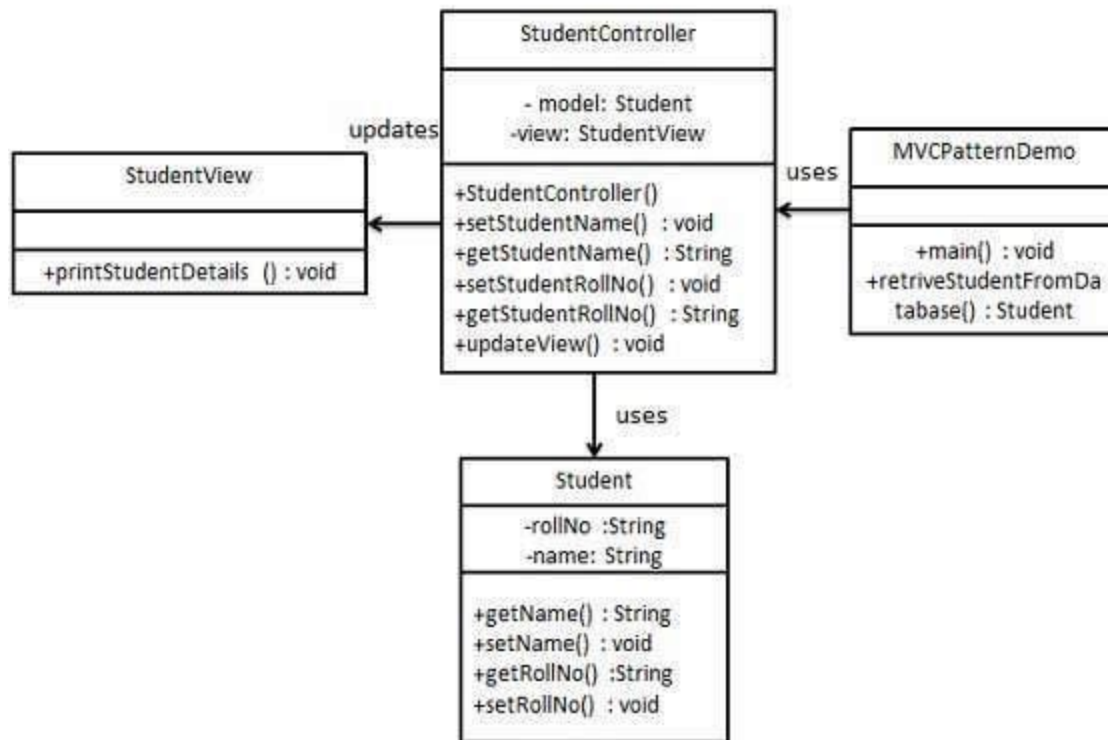 StudentController
- model: Student
-view: StudentView
+StudentController()
+setStudentName() : void
+getStudentName() : String
+setStudentRollNo() : void
+getStudentRollNo() : String
+updateView() : void
updates
StudentView
+printStudentDetails () : void
uses
MVCPatternDemo
+main() : void
+retriveStudentFromDa
tabase() : Student
uses
Student
-rollNo :String
-name: String
+getName() : String
+setName() : void
+getRollNo() :String
+setRollNo() : void